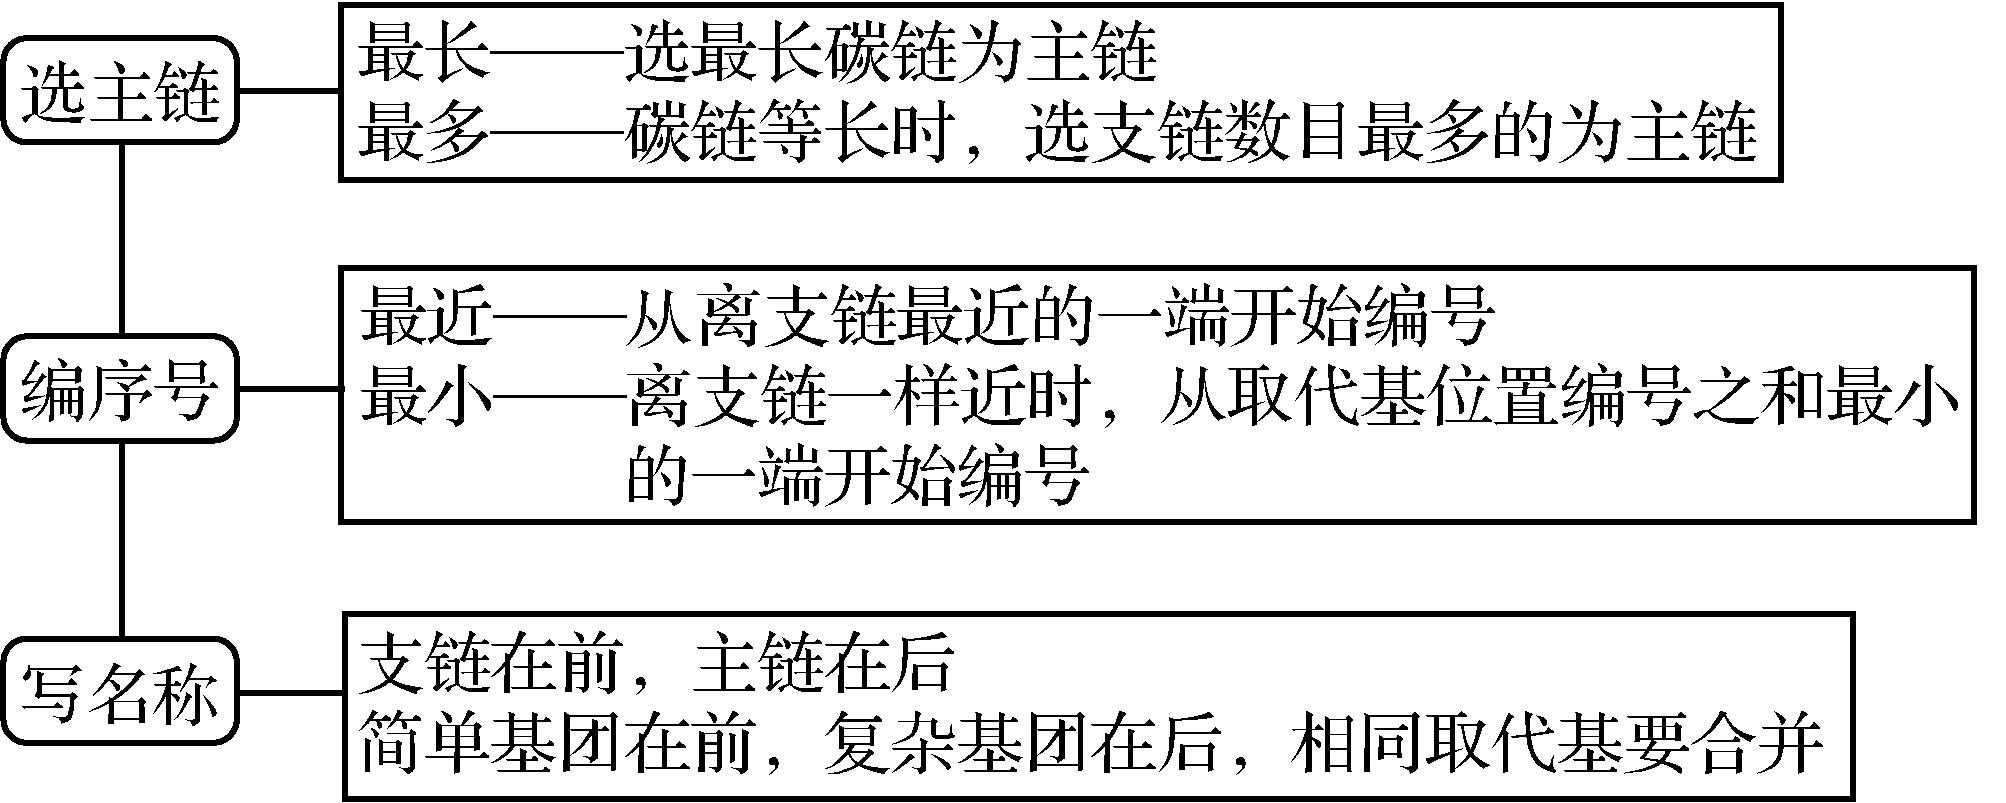 选主链
最长——选最长碳链为主链
最多——碳链等长时，选支链数目最多的为主链
编序号
最近——从离支链最近的一端开始编号
最小——离支链一样近时，从取代基位置编号之和最小
的一端开始编号
写名称
支链在前，主链在后
简单基团在前，复杂基团在后，相同取代基要合并